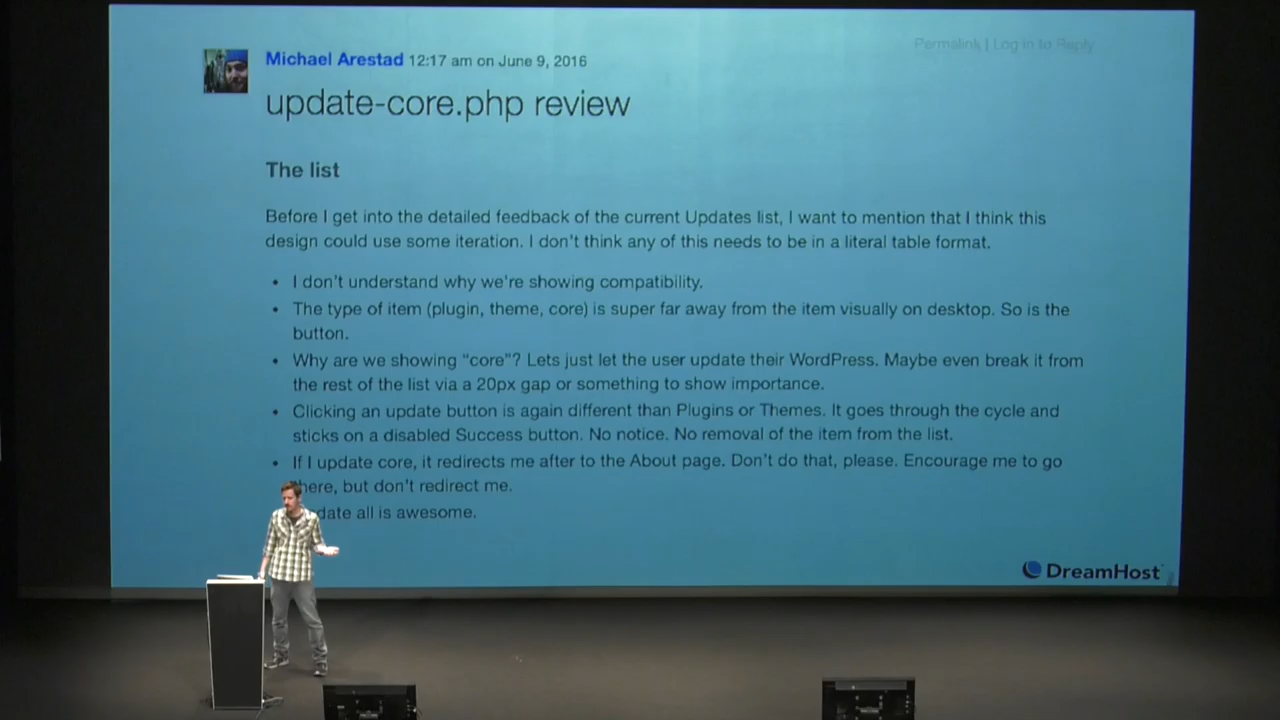 Permalink | Log in to Reply
Michael Arestad 12:17 am on June 9, 2016
update-core.php review
The list
Before I get into the detailed feedback of the current Updates list, I want to mention that I think this
design could use some iteration. I don't think any of this needs to be in a literal table format.
• I don't understand why we're showing compatibility.
• The type of item (plugin, theme, core) is super far away from the item visually on desktop. So is the
button.
• Why are we showing “core”? Lets just let the user update their WordPress. Maybe even break it from
the rest of the list via a 20px gap or something to show importance.
• Clicking an update button is again different than Plugins or Themes. It goes through the cycle and
sticks on a disabled Success button. No notice. No removal of the item from the list.
• If I update core, it redirects me after to the About page. Don't do that, please. Encourage me to go
here, but don't redirect me.
date all is awesome.
DreamHost